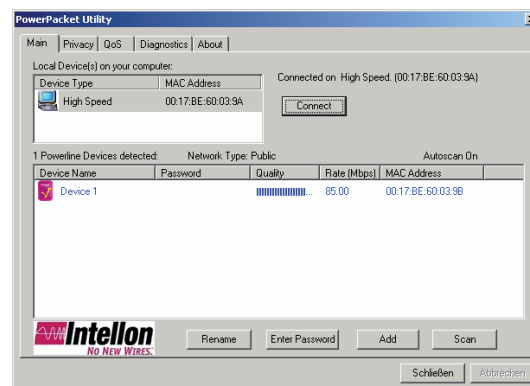 PowerPacket Utility
Main Privacy QoS Diagnostics About
Local Device(s) on your computer:
Device Type MAC Address
High Speed 00:17:BE:60:03:9A
Connected on High Speed. (00:17:BE:60:03:9A)
Connect
1 Powerline Devices detected: Network Type: Public Autoscan On
Device Name Password Quality Rate (Mbps) MAC Address
Device 1 ... 85.00 00:17:BE:60:03:9B
Intellon
NO NEW WIRES.
Rename Enter Password Add Scan
Schließen Abbrechen